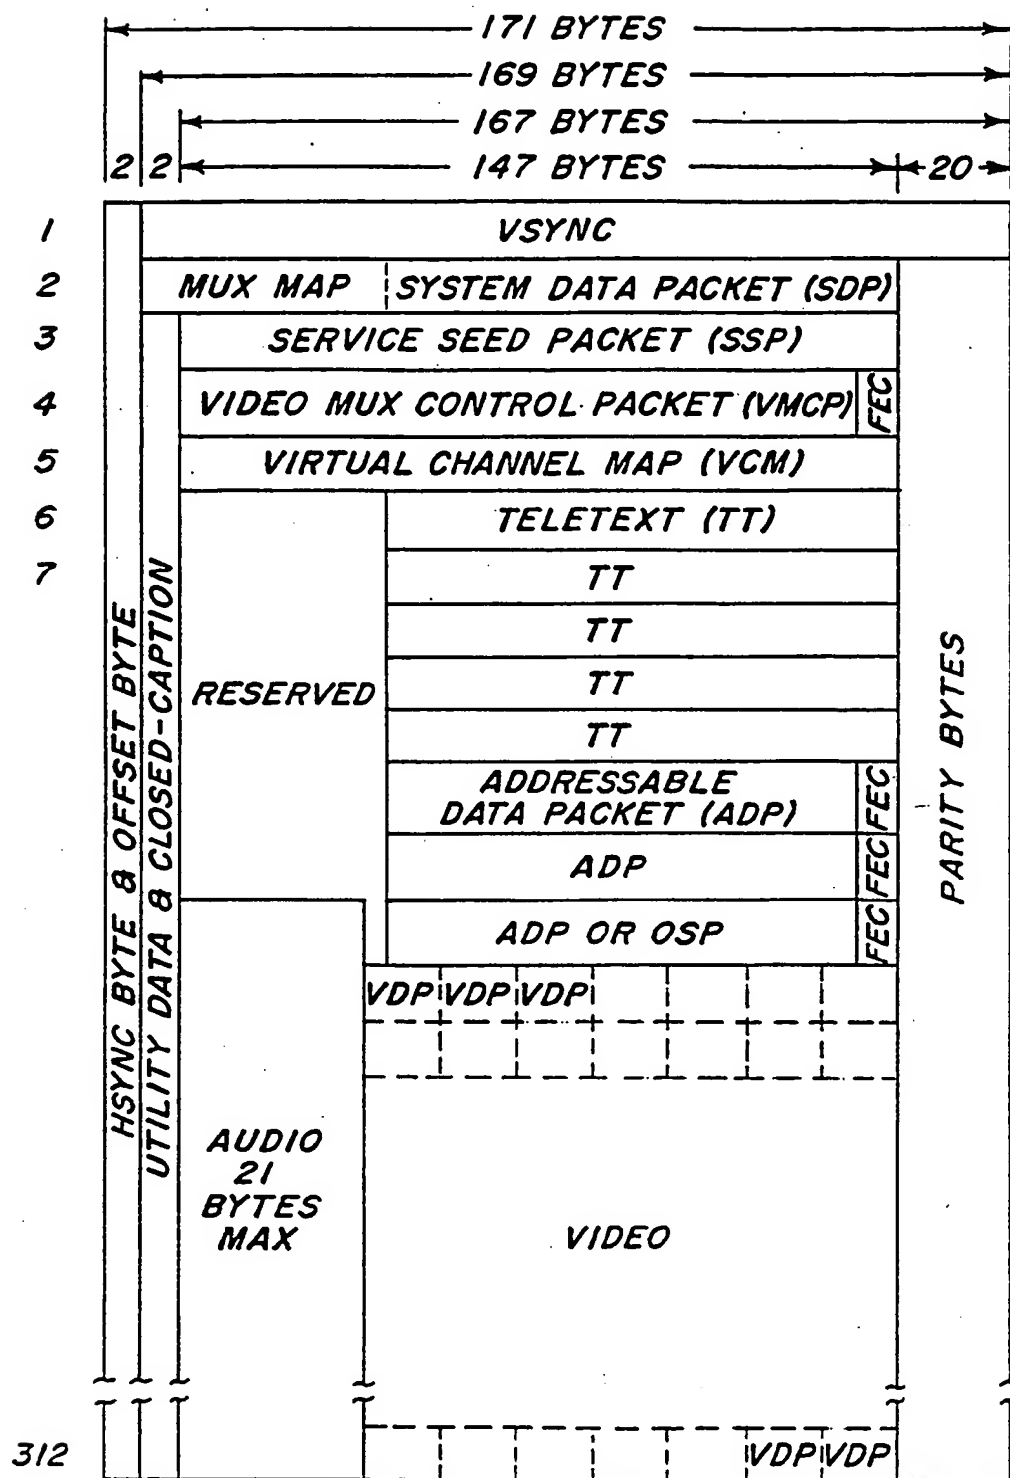 171 BYTES
169 BYTES
167 BYTES
2 2 147 BYTES 20
1 VSYNC
2 MUX MAP SYSTEM DATA PACKET (SDP)
3 SERVICE SEED PACKET (SSP)
4 VIDEO MUX CONTROL PACKET (VMCP) FEC
5 VIRTUAL CHANNEL MAP (VCM)
6 TELETEXT (TT)
7 TT
TT
RESERVED TT
TT
ADDRESSABLE
DATA PACKET (ADP) FEC
ADP FEC
ADP OR OSP FEC
VDP VDP VDP
HSYNC BYTE & OFFSET BYTE
UTILITY DATA & CLOSED-CAPTION
PARITY BYTES
AUDIO
21
BYTES
MAX
VIDEO
312 VDP VDP